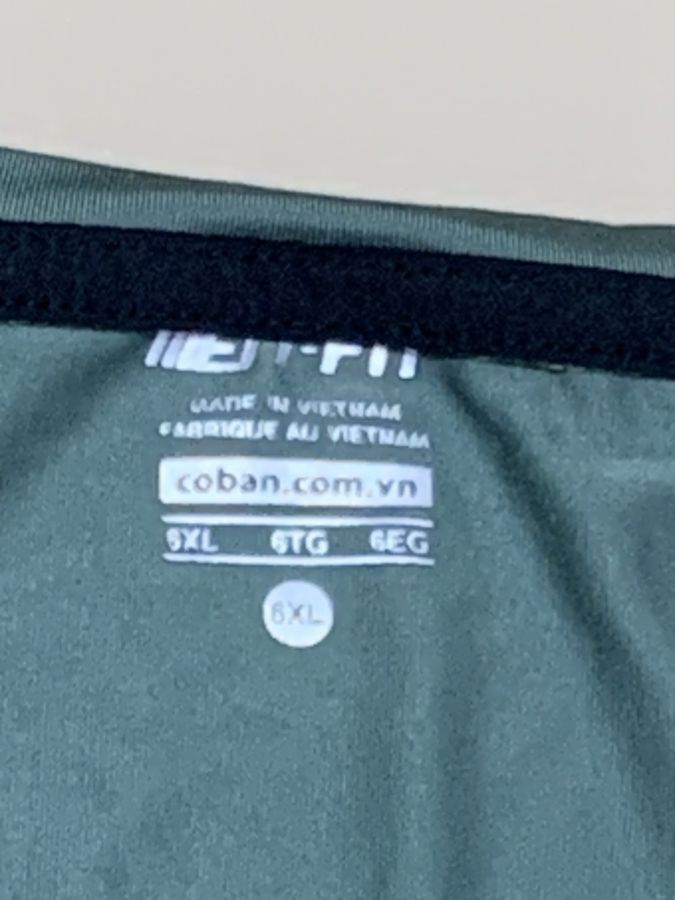 MADE IN VIETNAM
FABRIQUE AU VIETNAM
coban.com.vn
6XL 6TG 6EG
6XL